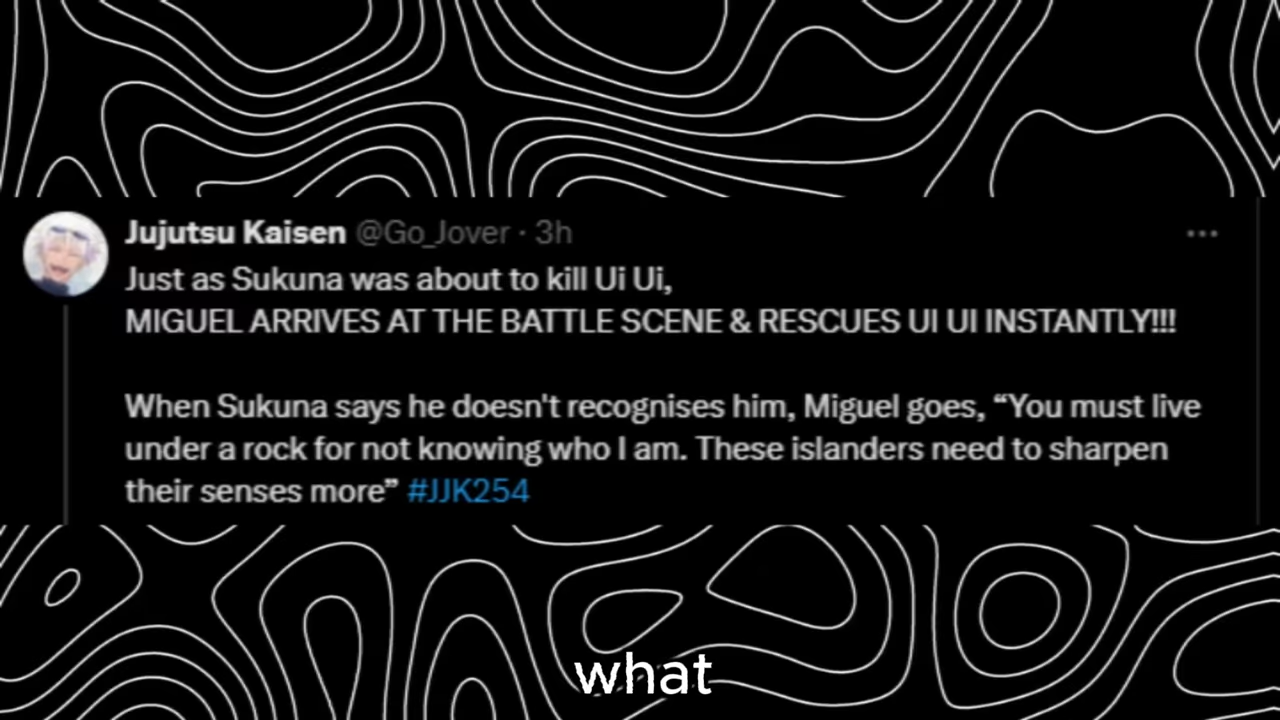 Jujutsu Kaisen @Go_Jover · 3h
Just as Sukuna was about to kill Ui Ui,
MIGUEL ARRIVES AT THE BATTLE SCENE & RESCUES UI UI INSTANTLY!!!
When Sukuna says he doesn't recognises him, Miguel goes, “You must live
under a rock for not knowing who I am. These islanders need to sharpen
their senses more” #JJK254
what